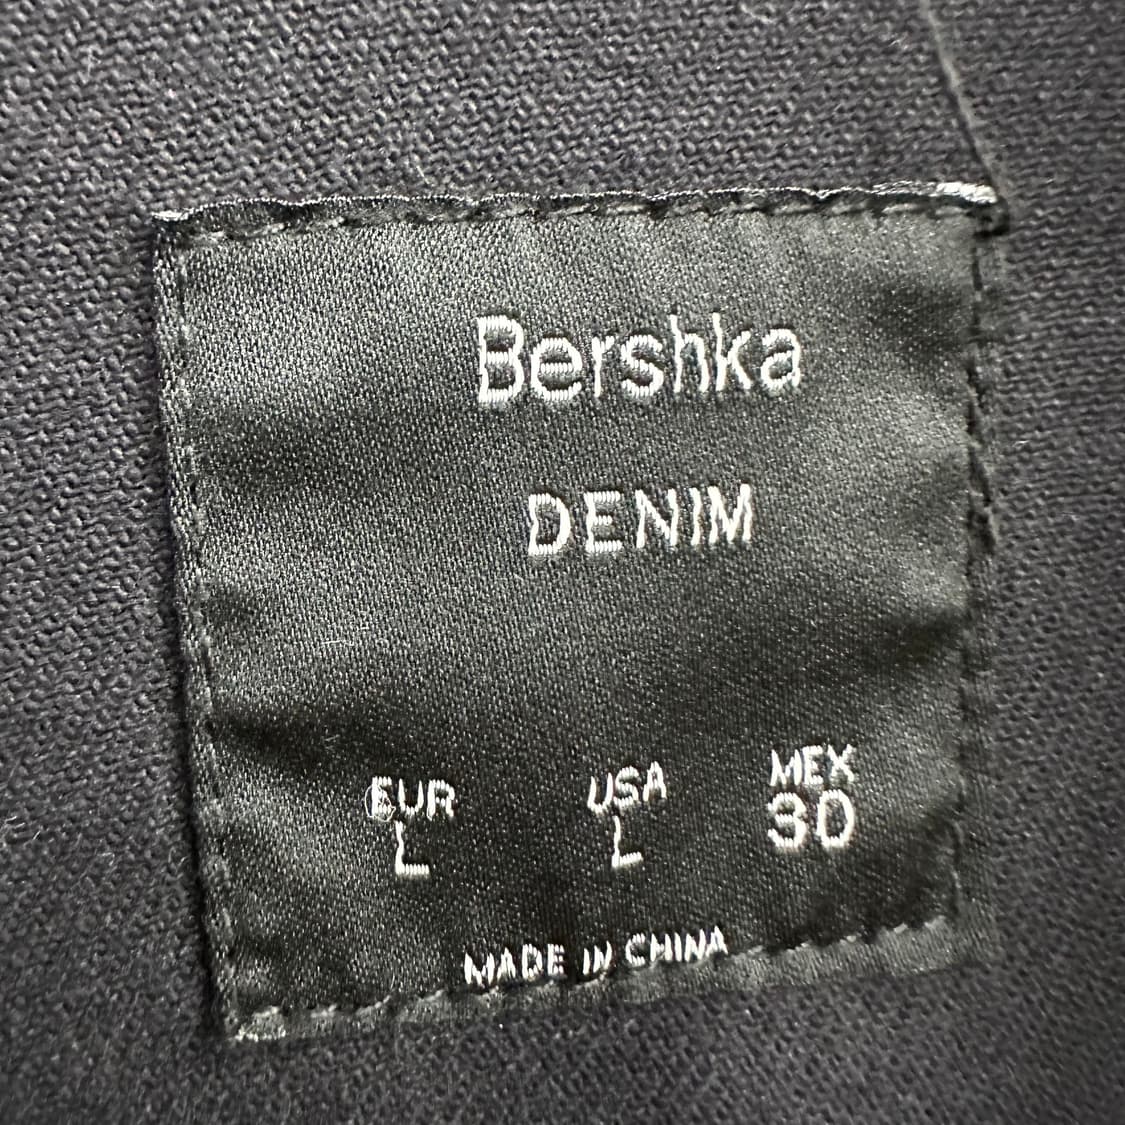 Bershka
DENIM
EUR USA MEX
L L 30
MADE IN CHINA